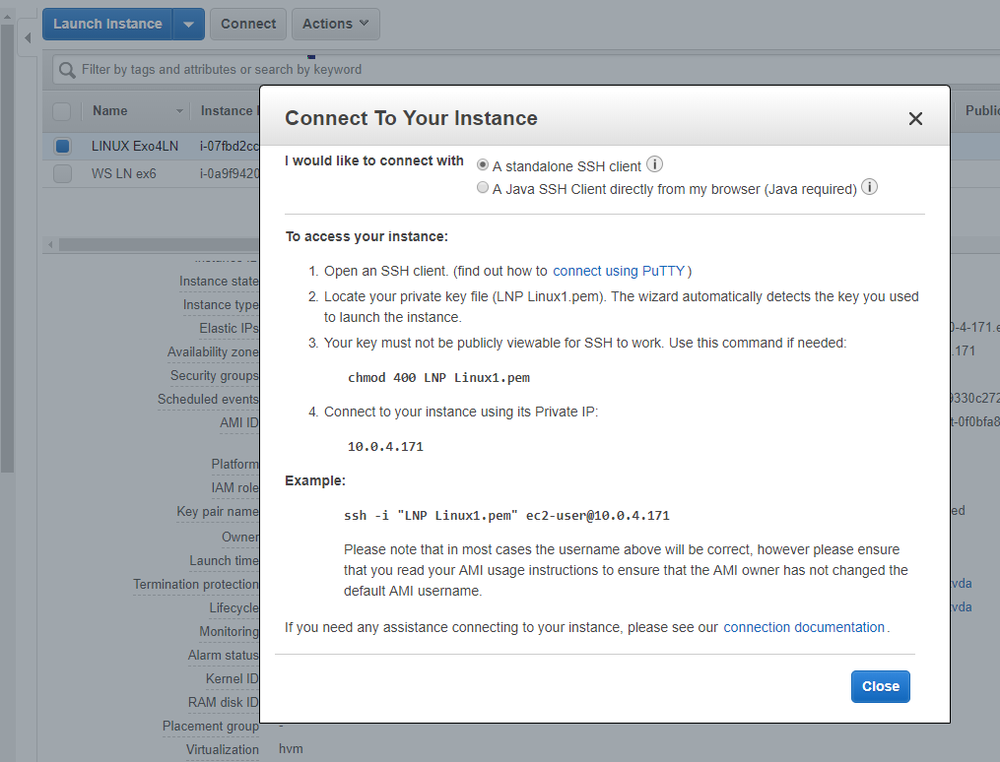 Launch Instance
Connect
Actions
Filter by tags and attributes or search by keyword
Name
Instance
Public
LINUX Exo4LN i-07fbd2cc
WS LN ex6 i-0a9f9420
Connect To Your Instance
I would like to connect with
A standalone SSH client
A Java SSH Client directly from my browser (Java required)
To access your instance:
1. Open an SSH client. (find out how to connect using PuTTY)
2. Locate your private key file (LNP Linux1.pem). The wizard automatically detects the key you used
to launch the instance.
3. Your key must not be publicly viewable for SSH to work. Use this command if needed:
chmod 400 LNP Linux1.pem
4. Connect to your instance using its Private IP:
10.0.4.171
Example:
ssh -i "LNP Linux1.pem" ec2-user@10.0.4.171
Please note that in most cases the username above will be correct, however please ensure
that you read your AMI usage instructions to ensure that the AMI owner has not changed the
default AMI username.
If you need any assistance connecting to your instance, please see our connection documentation.
Close
Instance state
Instance type
Elastic IPs
Availability zone
Security groups
Scheduled events
AMI ID
Platform
IAM role
Key pair name
Owner
Launch time
Termination protection
Lifecycle
Monitoring
Alarm status
Kernel ID
RAM disk ID
Placement group -
Virtualization hvm
0-4-171.e
.171
9330c272
t-0f0bfa8
ed
vda
vda